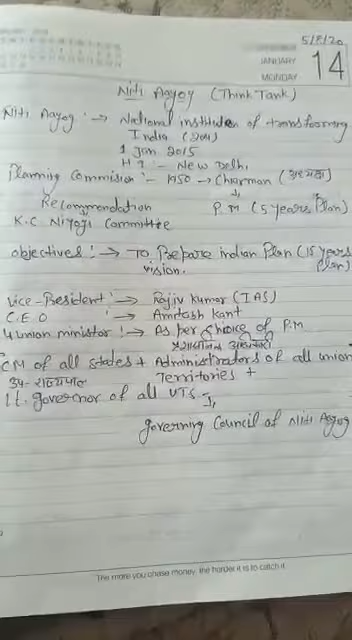 5/8/20
JANUARY
MONDAY 14
Niti Aayog (Think Tank)
Niti Aayog :→ National institution of transforming
India
1 Jan 2015
H Q :- New Delhi
Planning Commision :- 1950 → Charman (अध्यक्ष)
↓
Recommendation P M (5 years Plan)
K.C Niyogi Committee
objectives :→ To Prepare indian Plan (15 years
vision. Plan)
Vice-President :→ Rajiv Kumar (IAS)
C.E.O :→ Amitabh Kant
4 union minister :→ As per choice of P.M
CM of all states + Administrators of all union
उप-राज्यपाल Territories +
Lt. governor of all UTS
Governing Council of Niti Aayog
The more you chase money, the harder it is to catch it.